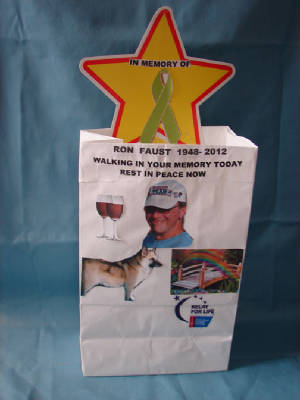 IN MEMORY OF
RON FAUST 1948- 2012
WALKING IN YOUR MEMORY TODAY
REST IN PEACE NOW
RELAY
FOR LIFE